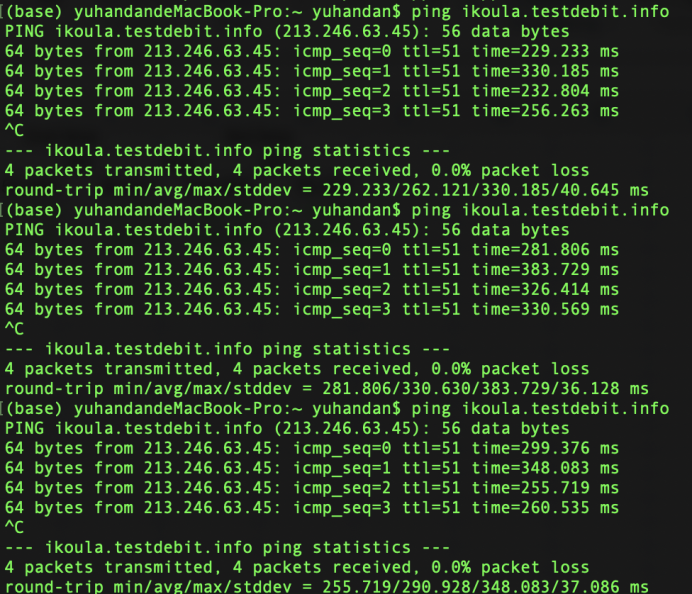 (base) yuhandandeMacBook-Pro:~ yuhandan$ ping ikoula.testdebit.info
PING ikoula.testdebit.info (213.246.63.45): 56 data bytes
64 bytes from 213.246.63.45: icmp_seq=0 ttl=51 time=229.233 ms
64 bytes from 213.246.63.45: icmp_seq=1 ttl=51 time=330.185 ms
64 bytes from 213.246.63.45: icmp_seq=2 ttl=51 time=232.804 ms
64 bytes from 213.246.63.45: icmp_seq=3 ttl=51 time=256.263 ms
^C
--- ikoula.testdebit.info ping statistics ---
4 packets transmitted, 4 packets received, 0.0% packet loss
round-trip min/avg/max/stddev = 229.233/262.121/330.185/40.645 ms
(base) yuhandandeMacBook-Pro:~ yuhandan$ ping ikoula.testdebit.info
PING ikoula.testdebit.info (213.246.63.45): 56 data bytes
64 bytes from 213.246.63.45: icmp_seq=0 ttl=51 time=281.806 ms
64 bytes from 213.246.63.45: icmp_seq=1 ttl=51 time=383.729 ms
64 bytes from 213.246.63.45: icmp_seq=2 ttl=51 time=326.414 ms
64 bytes from 213.246.63.45: icmp_seq=3 ttl=51 time=330.569 ms
^C
--- ikoula.testdebit.info ping statistics ---
4 packets transmitted, 4 packets received, 0.0% packet loss
round-trip min/avg/max/stddev = 281.806/330.630/383.729/36.128 ms
(base) yuhandandeMacBook-Pro:~ yuhandan$ ping ikoula.testdebit.info
PING ikoula.testdebit.info (213.246.63.45): 56 data bytes
64 bytes from 213.246.63.45: icmp_seq=0 ttl=51 time=299.376 ms
64 bytes from 213.246.63.45: icmp_seq=1 ttl=51 time=348.083 ms
64 bytes from 213.246.63.45: icmp_seq=2 ttl=51 time=255.719 ms
64 bytes from 213.246.63.45: icmp_seq=3 ttl=51 time=260.535 ms
^C
--- ikoula.testdebit.info ping statistics ---
4 packets transmitted, 4 packets received, 0.0% packet loss
round-trip min/avg/max/stddev = 255.719/290.928/348.083/37.086 ms